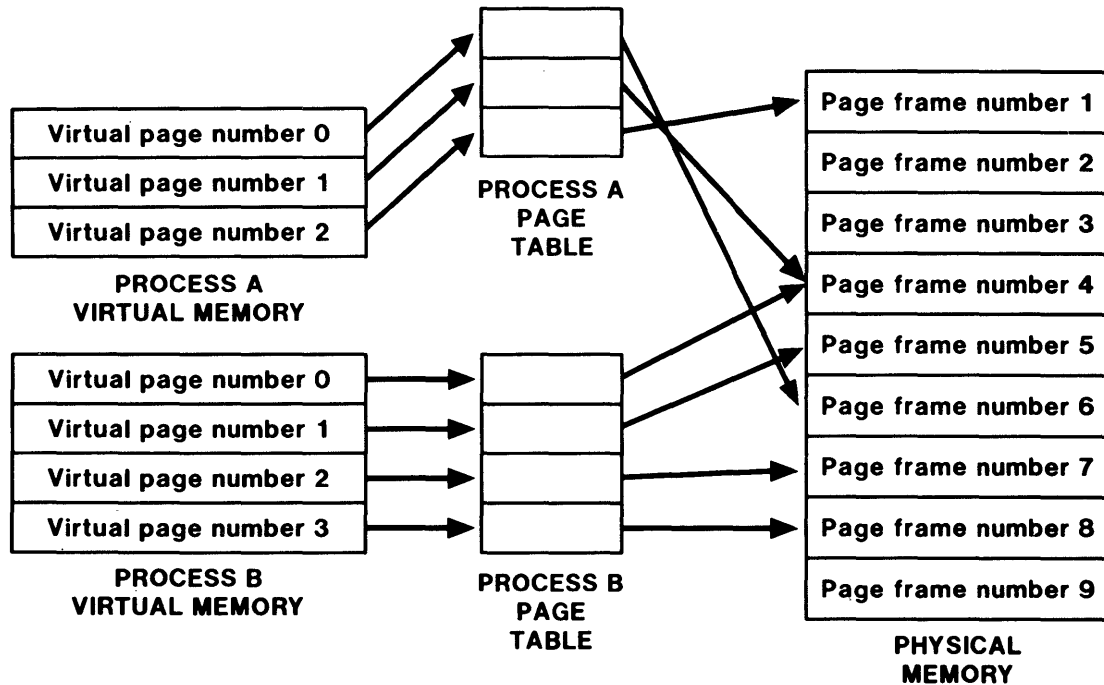 Virtual page number 0
Virtual page number 1
Virtual page number 2
PROCESS A
VIRTUAL MEMORY
PROCESS A
PAGE
TABLE
Virtual page number 0
Virtual page number 1
Virtual page number 2
Virtual page number 3
PROCESS B
VIRTUAL MEMORY
PROCESS B
PAGE
TABLE
Page frame number 1
Page frame number 2
Page frame number 3
Page frame number 4
Page frame number 5
Page frame number 6
Page frame number 7
Page frame number 8
Page frame number 9
PHYSICAL
MEMORY